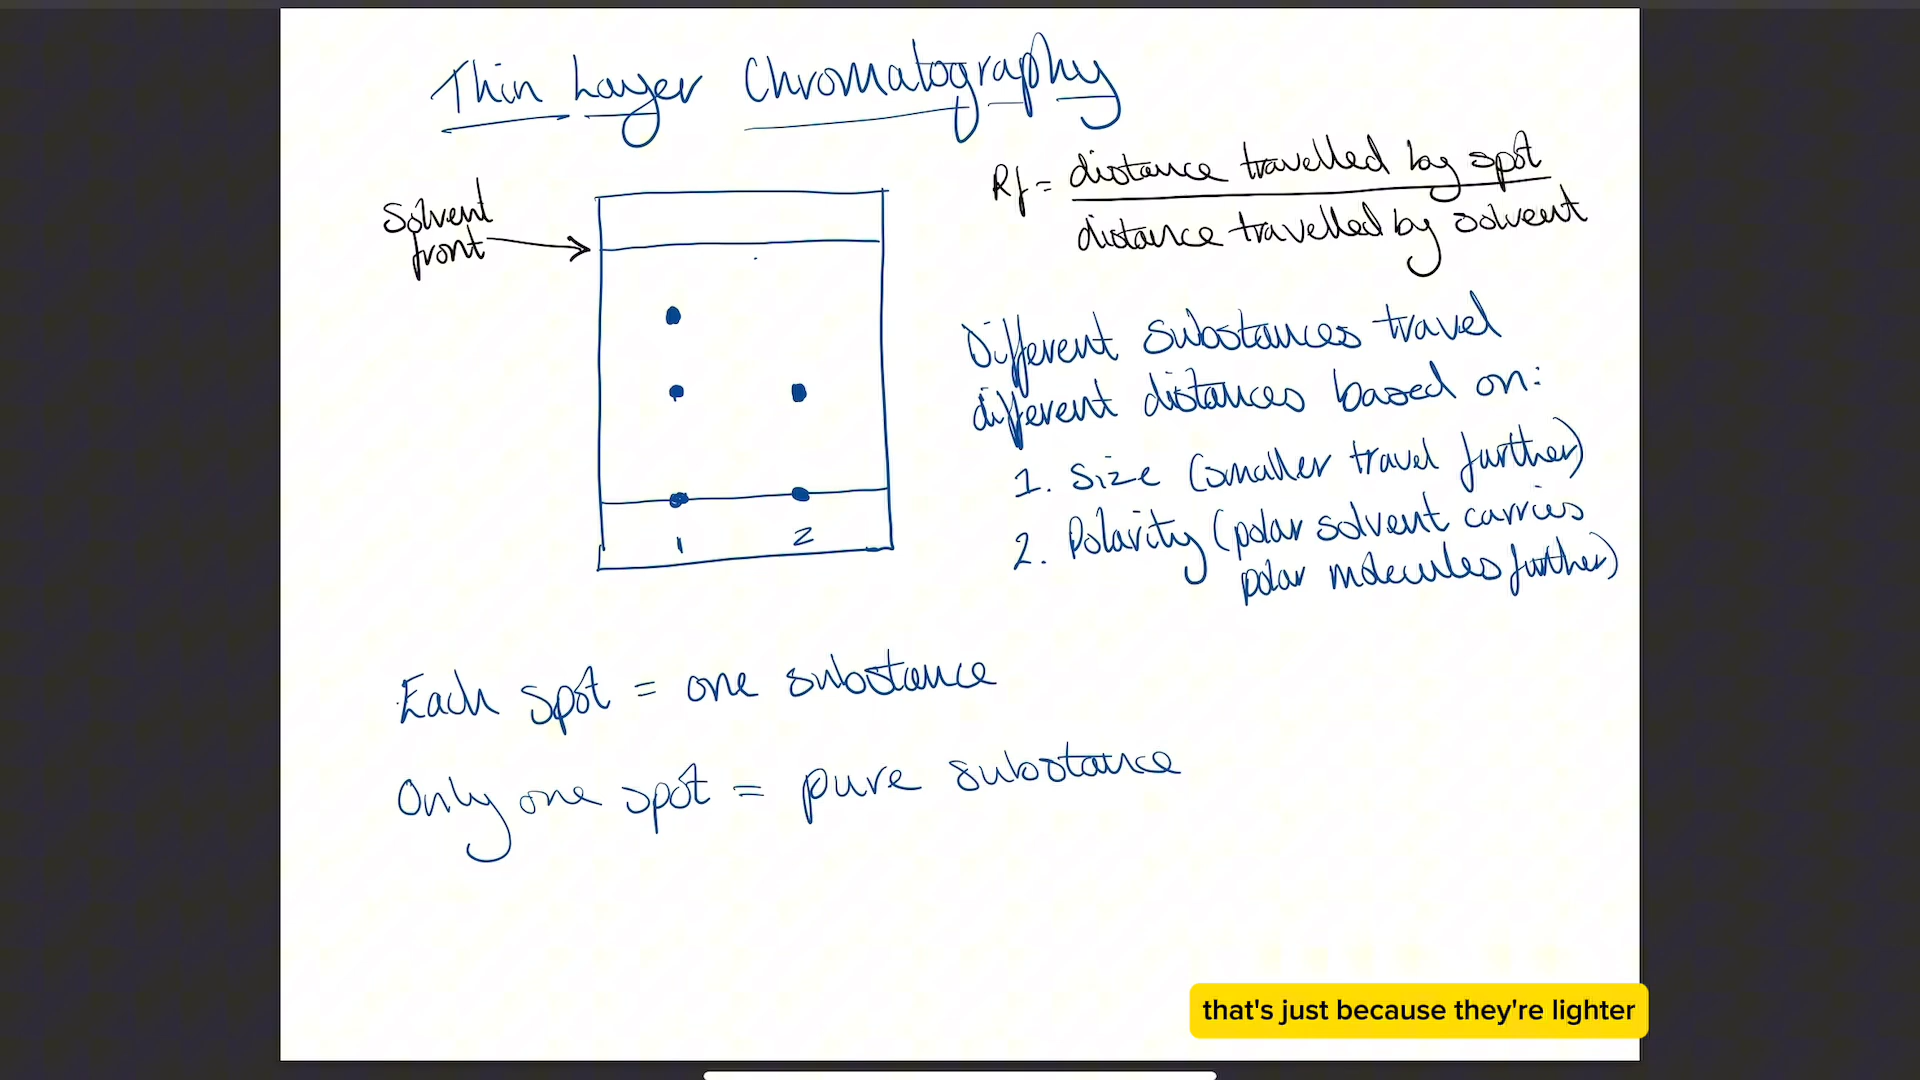 Thin Layer Chromatography
Solvent
front
1
2
Rf = distance travelled by spot
distance travelled by solvent
Different substances travel
different distances based on:
1. Size (smaller travel further)
2. Polarity (polar solvent carries
polar molecules further)
Each spot = one substance
Only one spot = pure substance
that's just because they're lighter